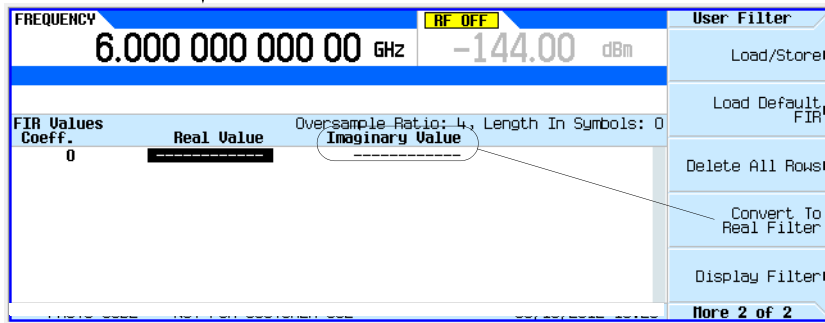 FREQUENCY
RF OFF
6.000 000 000 00 GHz
-144.00 dBm
FIR Values
Oversample Ratio: 4, Length In Symbols: 0
Coeff. Real Value Imaginary Value
0 ------------ ------------
User Filter
Load/Store
Load Default
FIR
Delete All Rows
Convert To
Real Filter
Display Filter
More 2 of 2